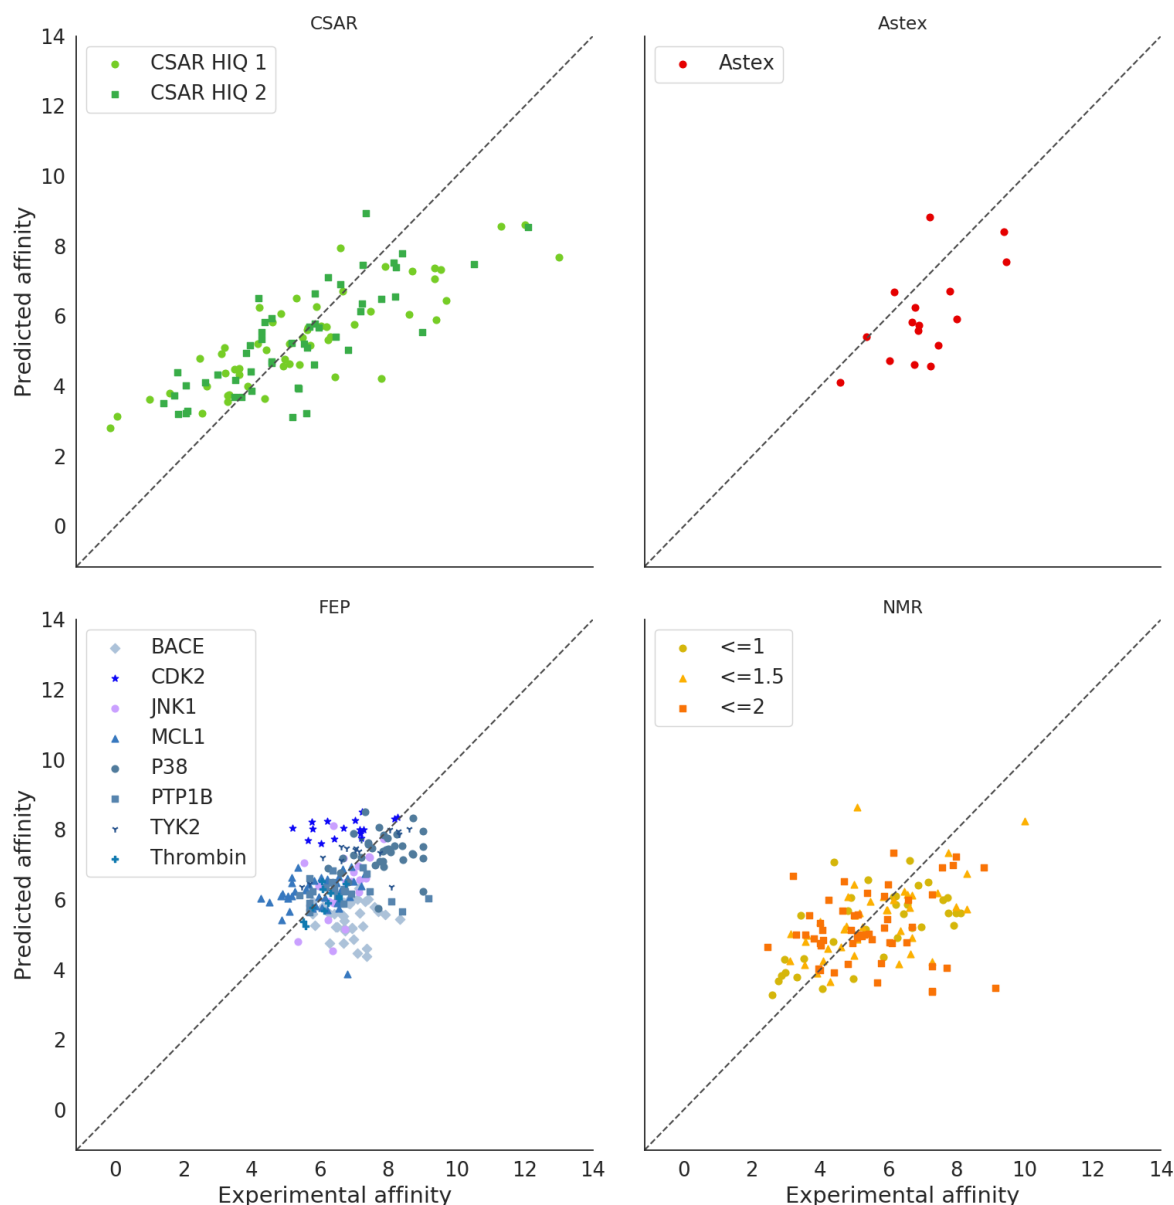 CSAR
14
12
10
8
6
4
2
0
Predicted affinity
CSAR HIQ 1
CSAR HIQ 2
Astex
Astex
FEP
14
12
10
8
6
4
2
0
Predicted affinity
BACE
CDK2
JNK1
MCL1
P38
PTP1B
TYK2
Thrombin
0 2 4 6 8 10 12 14
Experimental affinity
NMR
<=1
<=1.5
<=2
0 2 4 6 8 10 12 14
Experimental affinity